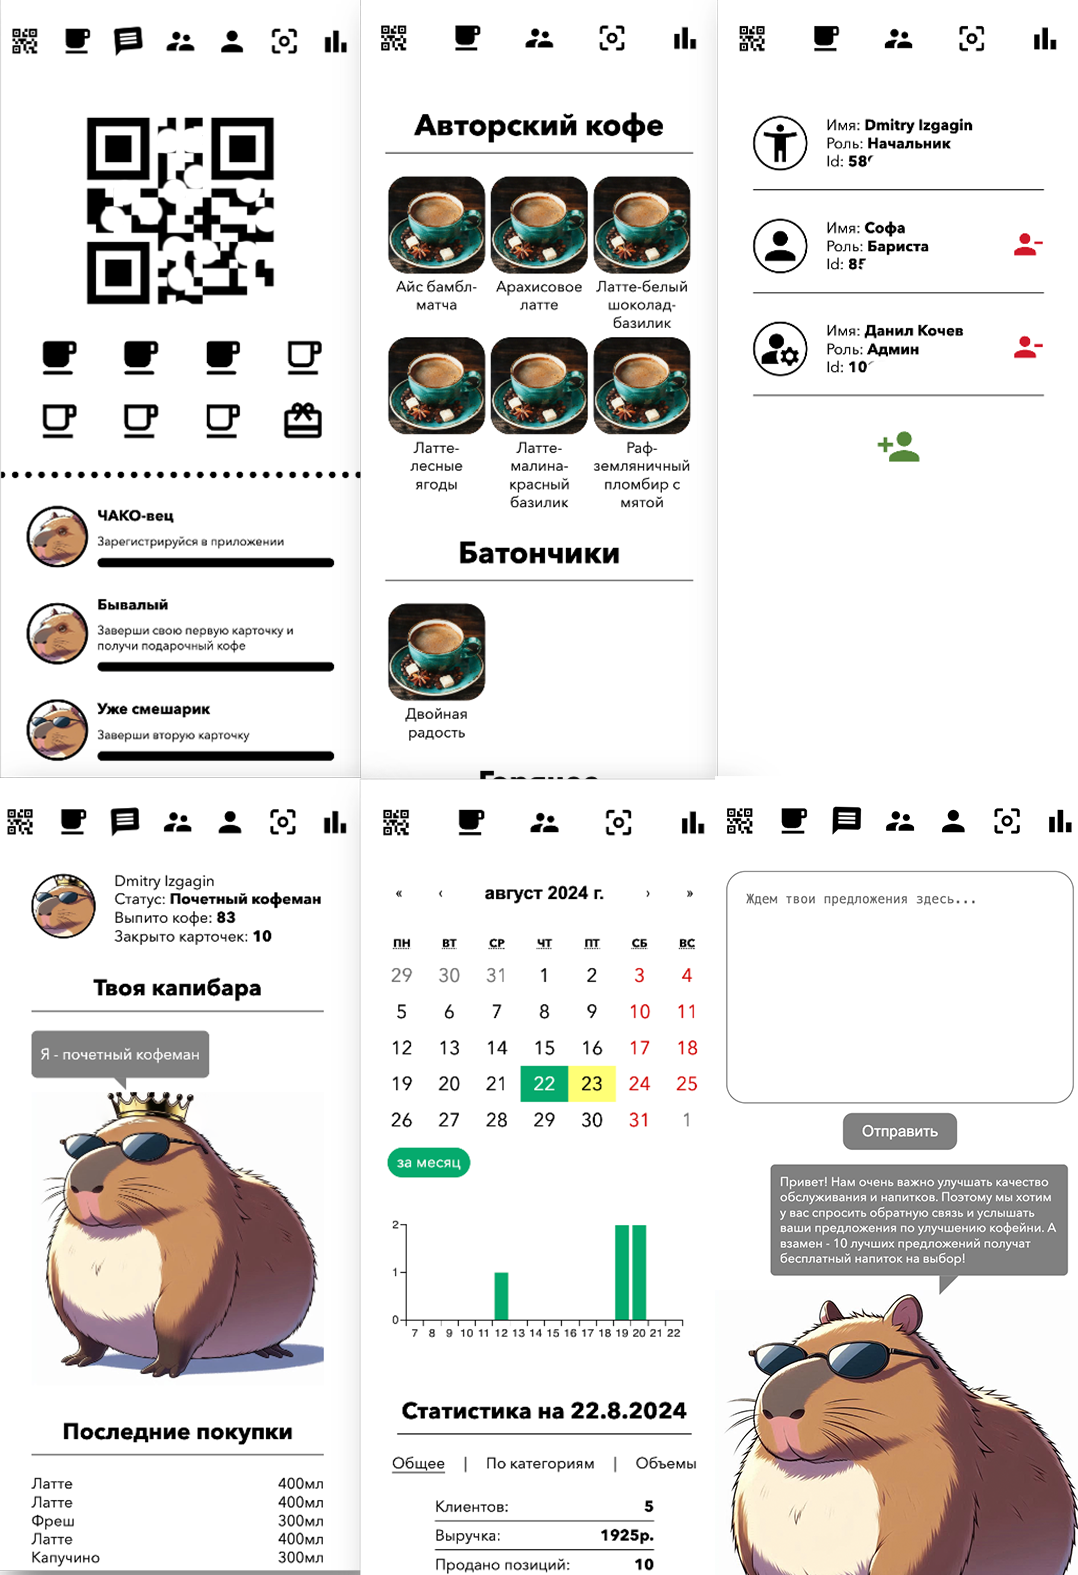 ЧАКО-вец
Зарегистрируйся в приложении
Бывалый
Заверши свою первую карточку и
получи подарочный кофе
Уже смешарик
Заверши вторую карточку
Авторский кофе
Айс бамбл-
матча
Арахисовое
латте
Латте-белый
шоколад-
базилик
Латте-
лесные
ягоды
Латте-
малина-
красный
базилик
Раф-
земляничный
пломбир с
мятой
Батончики
Двойная
радость
Имя: Dmitry Izgagin
Роль: Начальник
Id: 58
Имя: Софа
Роль: Бариста
Id: 8
Имя: Данил Кочев
Роль: Админ
Id: 10
Dmitry Izgagin
Статус: Почетный кофеман
Выпито кофе: 83
Закрыто карточек: 10
Твоя капибара
Я - почетный кофеман
Последние покупки
Латте 400мл
Латте 400мл
Фреш 300мл
Латте 400мл
Капучино 300мл
« ‹ август 2024 г. › »
ПН ВТ СР ЧТ ПТ СБ ВС
29 30 31 1 2 3 4
5 6 7 8 9 10 11
12 13 14 15 16 17 18
19 20 21 22 23 24 25
26 27 28 29 30 31 1
за месяц
2
1
0
7 8 9 10 11 12 13 14 15 16 17 18 19 20 21 22
Статистика на 22.8.2024
Общее | По категориям | Объемы
Клиентов: 5
Выручка: 1925р.
Продано позиций: 10
Ждем твои предложения здесь...
Отправить
Привет! Нам очень важно улучшать качество
обслуживания и напитков. Поэтому мы хотим
у вас спросить обратную связь и услышать
ваши предложения по улучшению кофейни. А
взамен - 10 лучших предложений получат
бесплатный напиток на выбор!